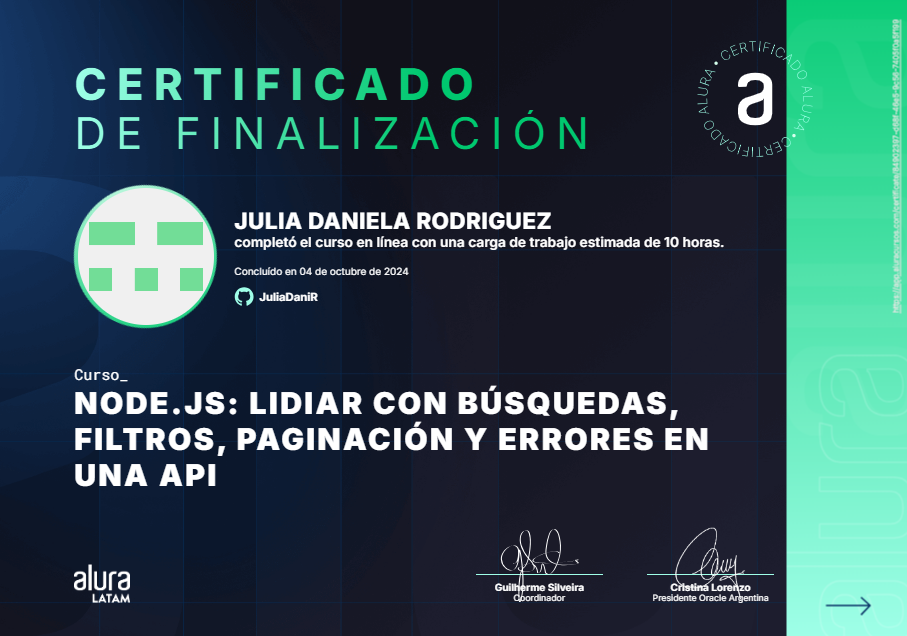 CERTIFICADO
DE FINALIZACIÓN
CERTIFICADO ALURA • CERTIFICADO ALURA •
a
JULIA DANIELA RODRIGUEZ
completó el curso en línea con una carga de trabajo estimada de 10 horas.
Concluído en 04 de octubre de 2024
JuliaDaniR
Curso_
NODE.JS: LIDIAR CON BÚSQUEDAS,
FILTROS, PAGINACIÓN Y ERRORES EN
UNA API
alura
LATAM
Guilherme Silveira
Coordinador
Cristina Lorenzo
Presidente Oracle Argentina
alura